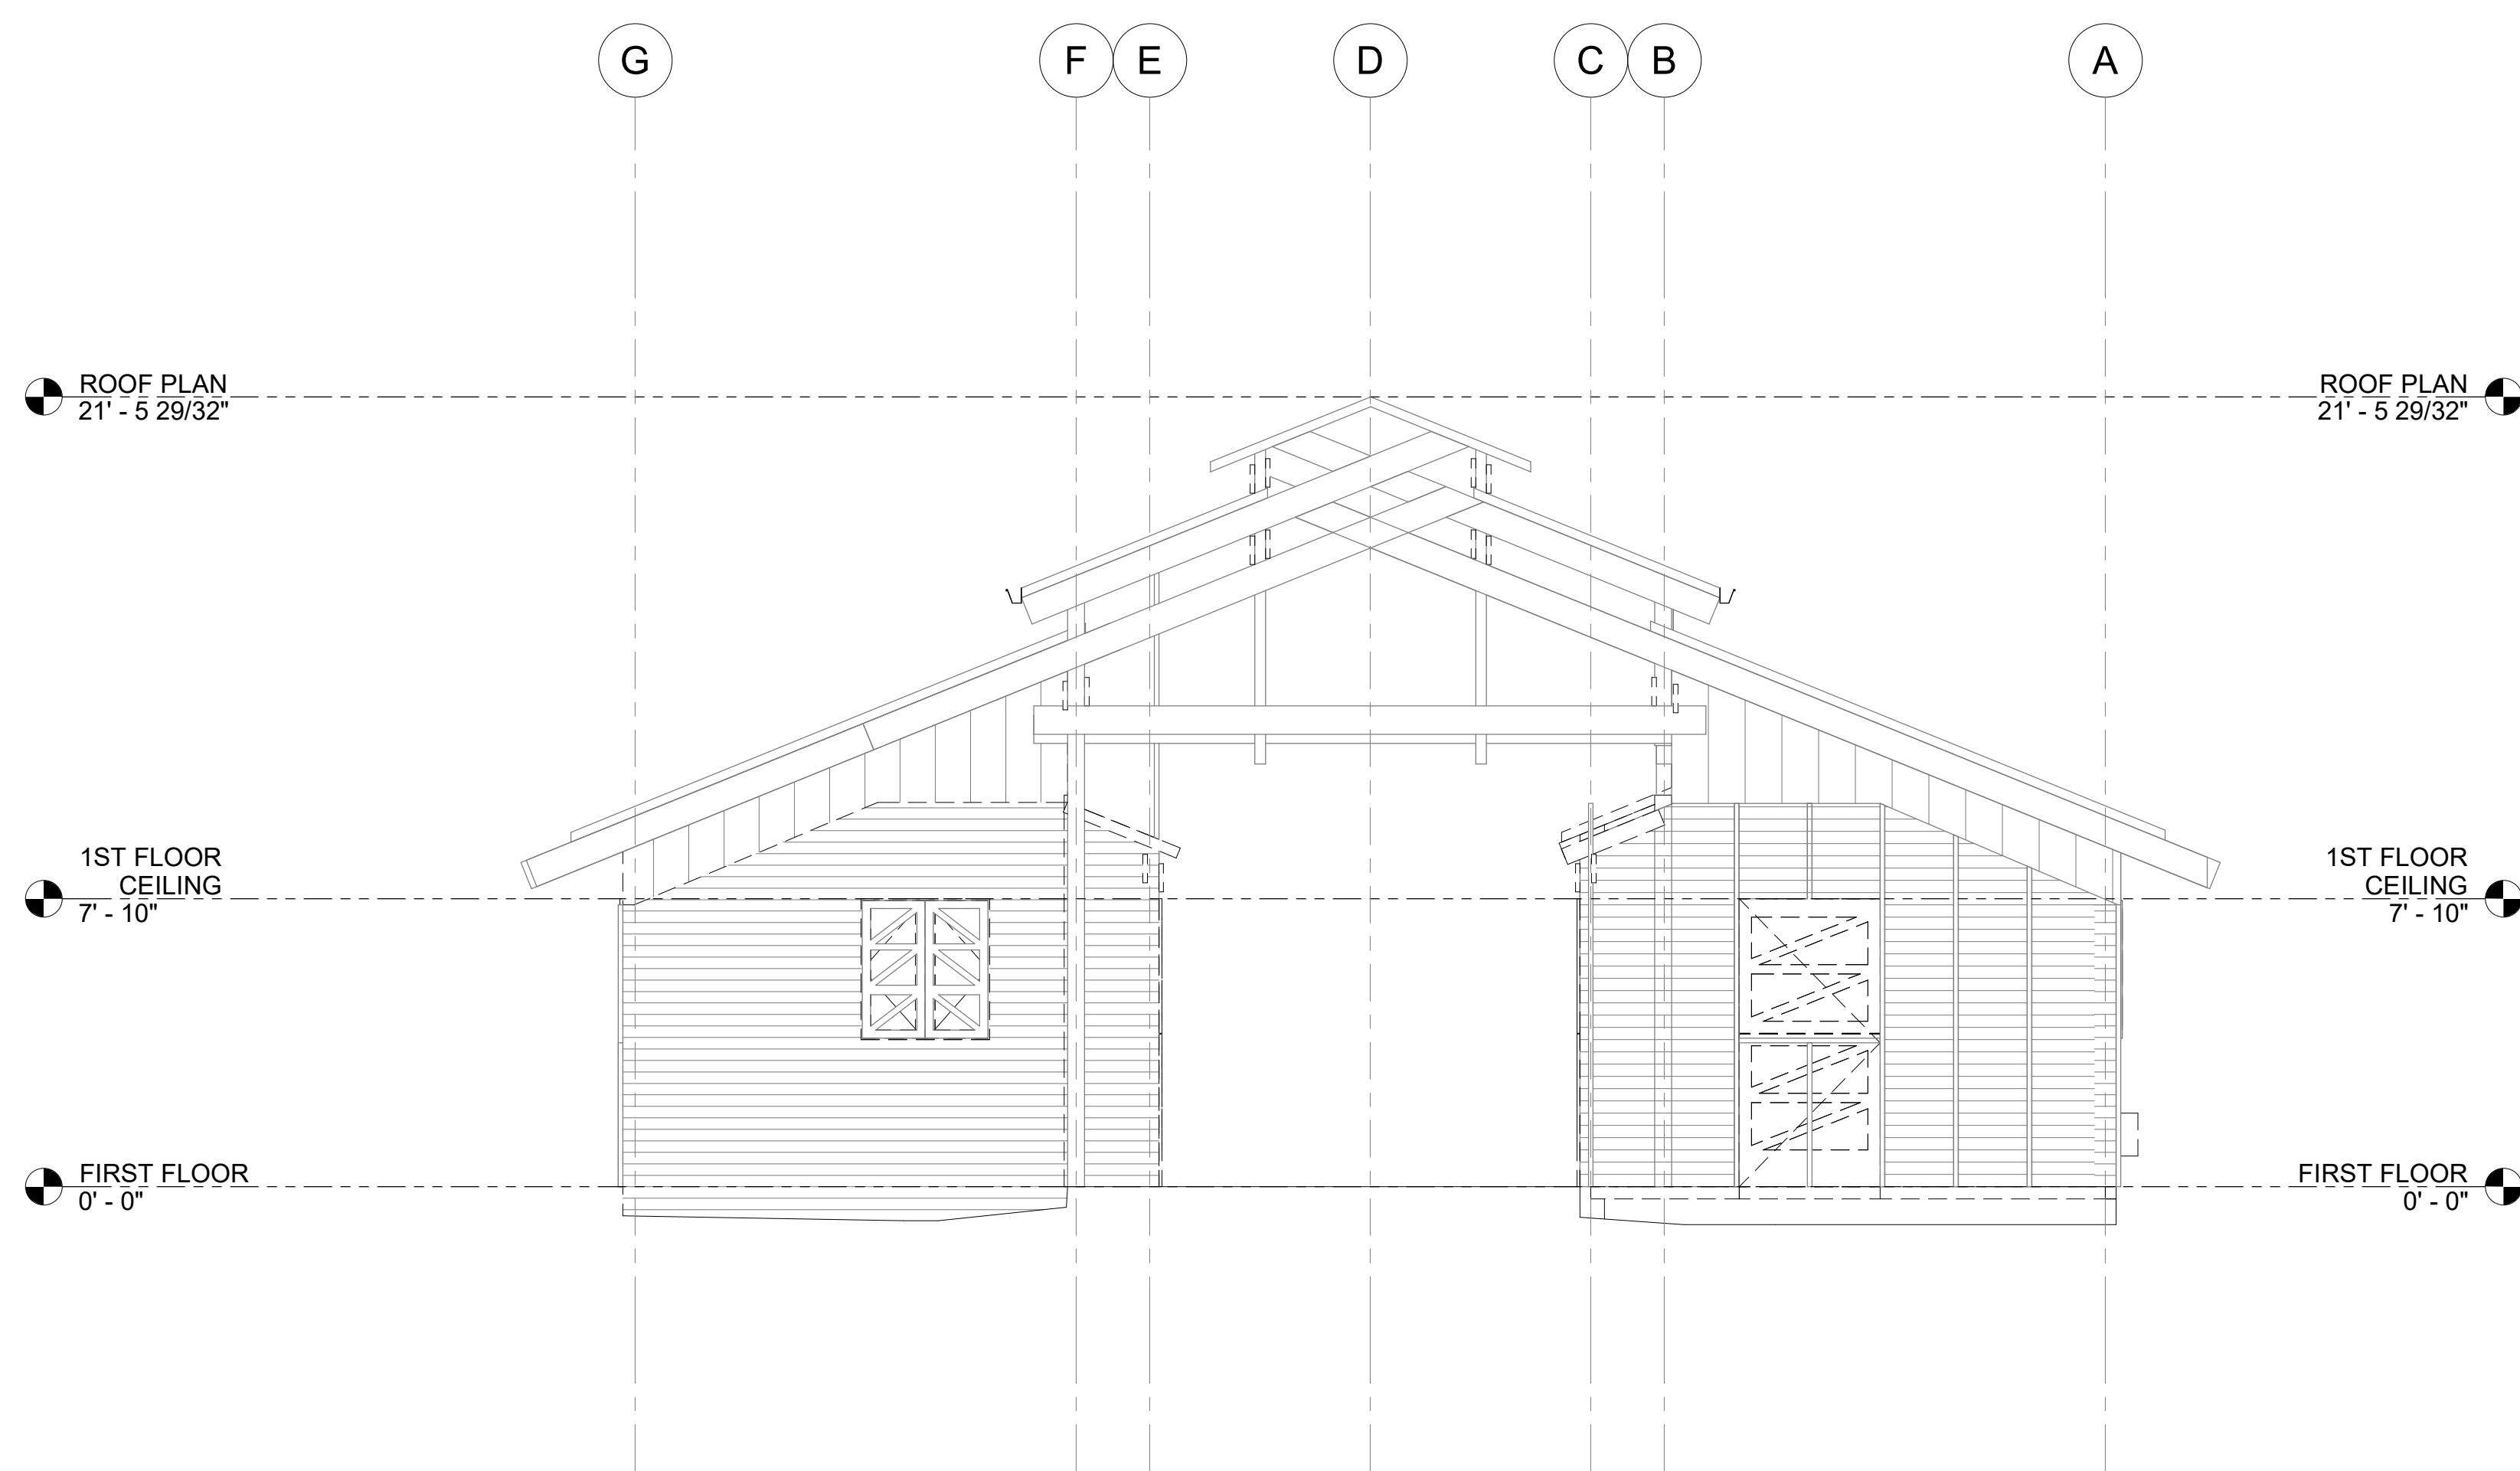 G F E D C B A
ROOF PLAN
21' - 5 29/32"
ROOF PLAN
21' - 5 29/32"
1ST FLOOR
CEILING
7' - 10"
1ST FLOOR
CEILING
7' - 10"
FIRST FLOOR
0' - 0"
FIRST FLOOR
0' - 0"